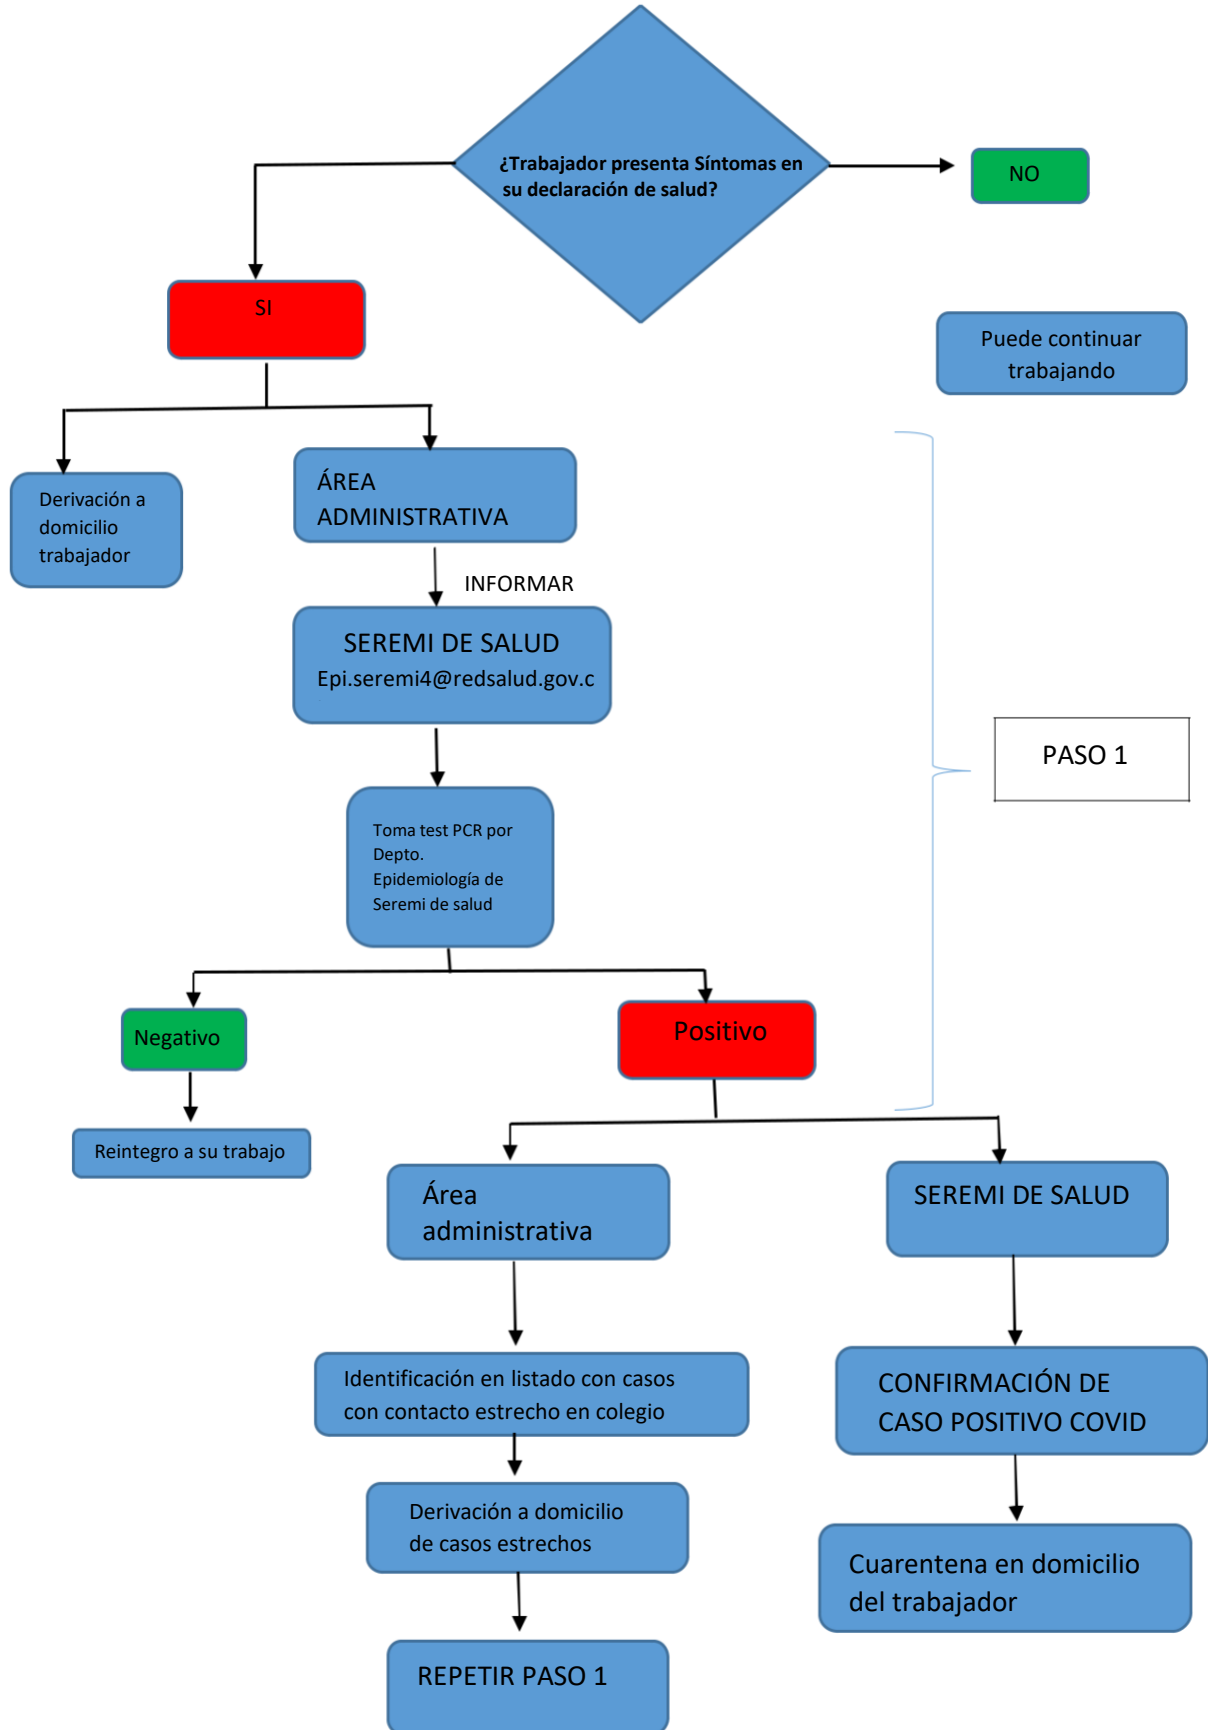 ¿Trabajador presenta Síntomas en
su declaración de salud?
NO
SI
Puede continuar
trabajando
Derivación a
domicilio
trabajador
ÁREA
ADMINISTRATIVA
INFORMAR
SEREMI DE SALUD
Epi.seremi4@redsalud.gov.c
PASO 1
Toma test PCR por
Depto.
Epidemiología de
Seremi de salud
Negativo
Positivo
Reintegro a su trabajo
Área
administrativa
SEREMI DE SALUD
Identificación en listado con casos
con contacto estrecho en colegio
CONFIRMACIÓN DE
CASO POSITIVO COVID
Derivación a domicilio
de casos estrechos
Cuarentena en domicilio
del trabajador
REPETIR PASO 1